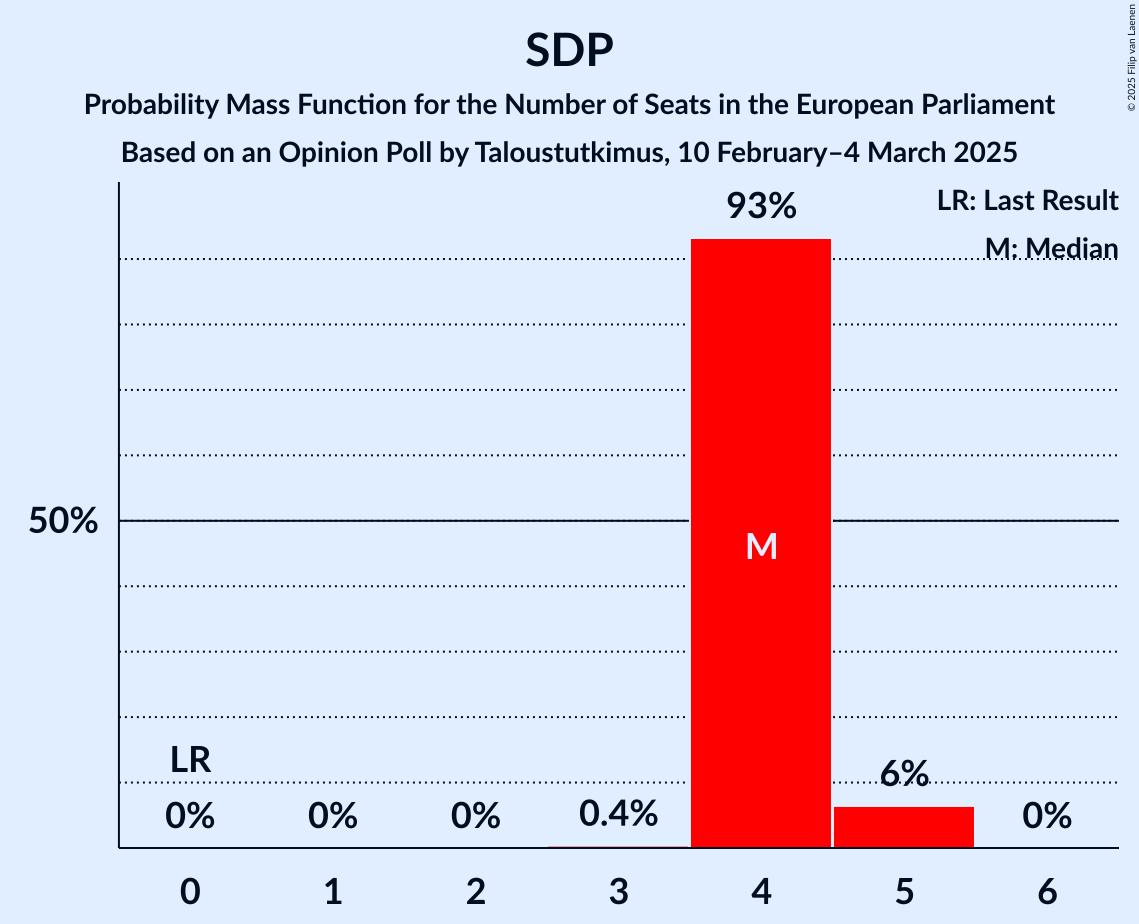 SDP
Probability Mass Function for the Number of Seats in the European Parliament
Based on an Opinion Poll by Taloustutkimus, 10 February–4 March 2025
© 2025 Filip van Laenen
LR: Last Result
M: Median
93%
50%
M
LR
0%
0%
0%
0.4%
6%
0%
0
1
2
3
4
5
6